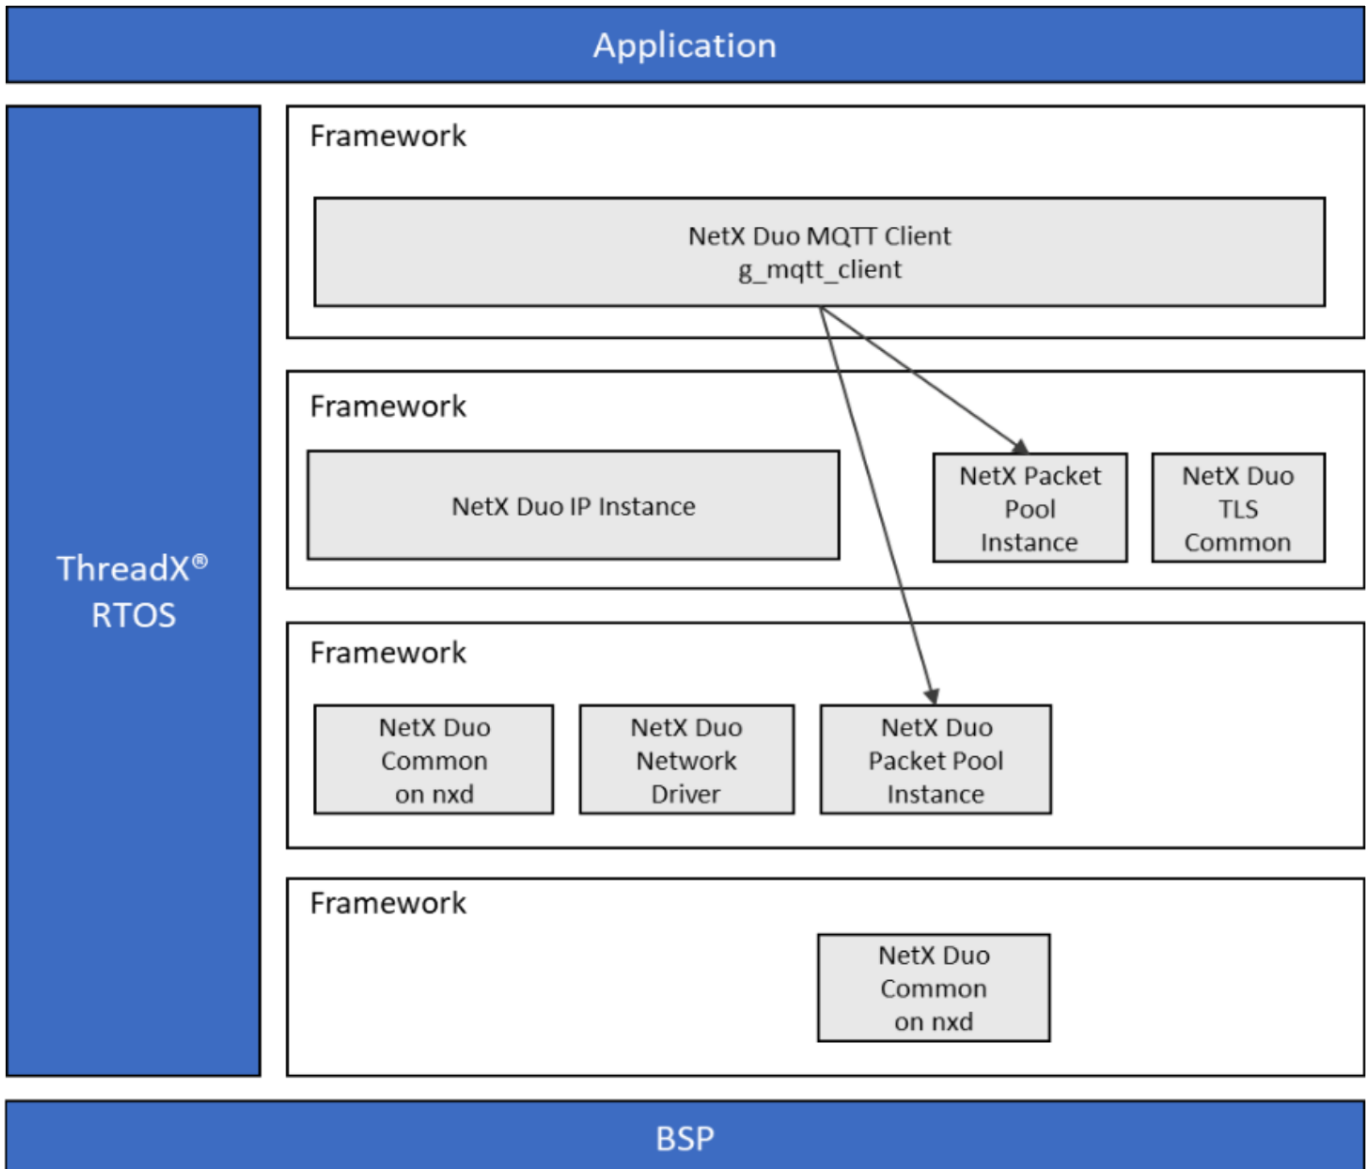 Application
ThreadX®
RTOS
Framework
NetX Duo MQTT Client
g_mqtt_client
Framework
NetX Duo IP Instance
NetX Packet
Pool
Instance
NetX Duo
TLS
Common
Framework
NetX Duo
Common
on nxd
NetX Duo
Network
Driver
NetX Duo
Packet Pool
Instance
Framework
NetX Duo
Common
on nxd
BSP